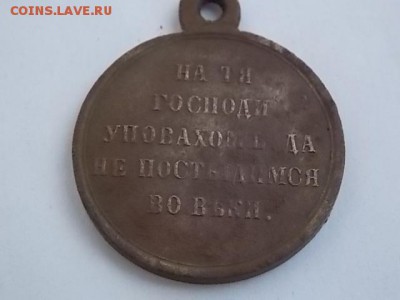 COINS.LAVE.RU
НА ТЯ
ГОСПОДИ
ДА
НЕ
ВО ВѢКИ.